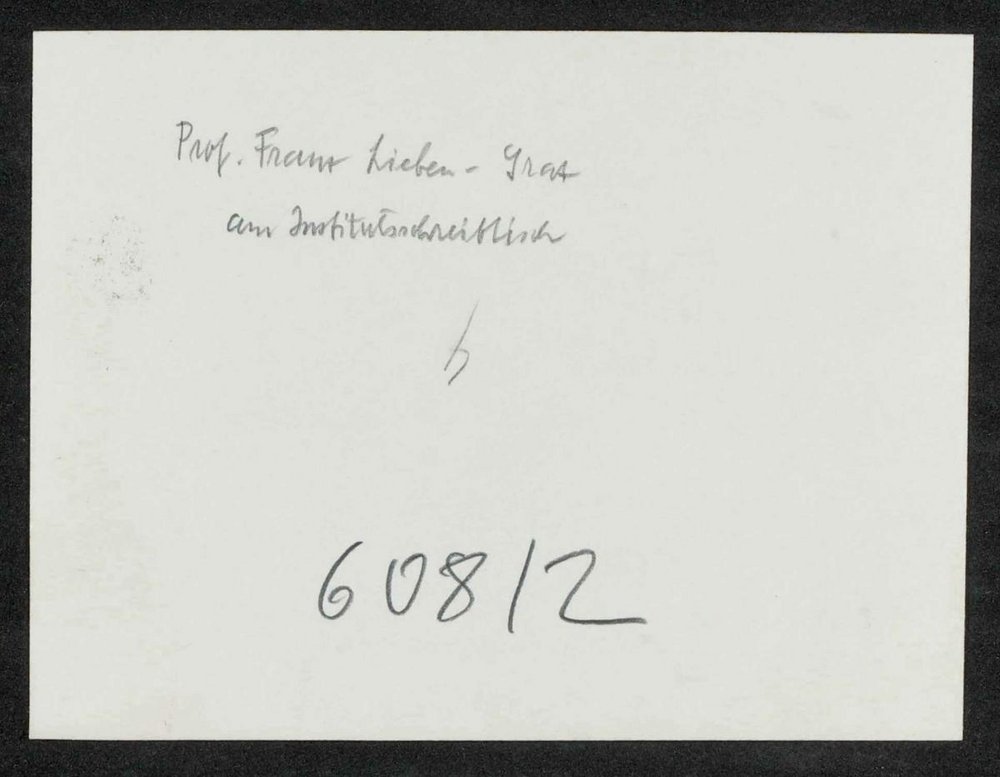 Prof. Franz Lieben - Graz
am Institutsschreibtisch
608/2